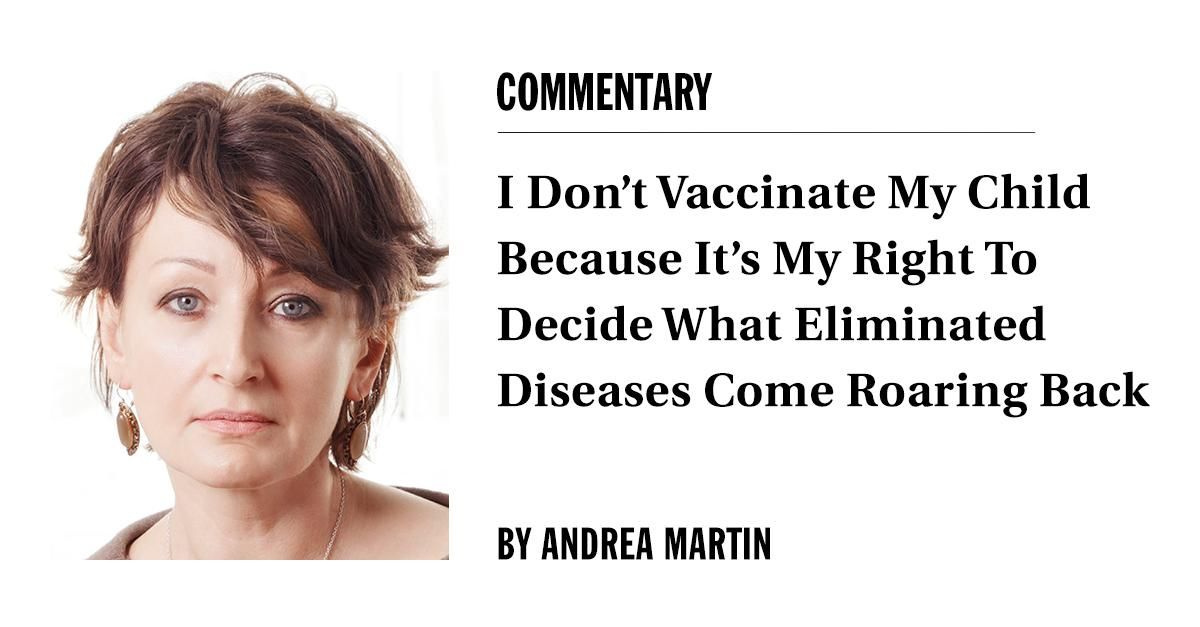 COMMENTARY
I Don’t Vaccinate My Child
Because It’s My Right To
Decide What Eliminated
Diseases Come Roaring Back
BY ANDREA MARTIN